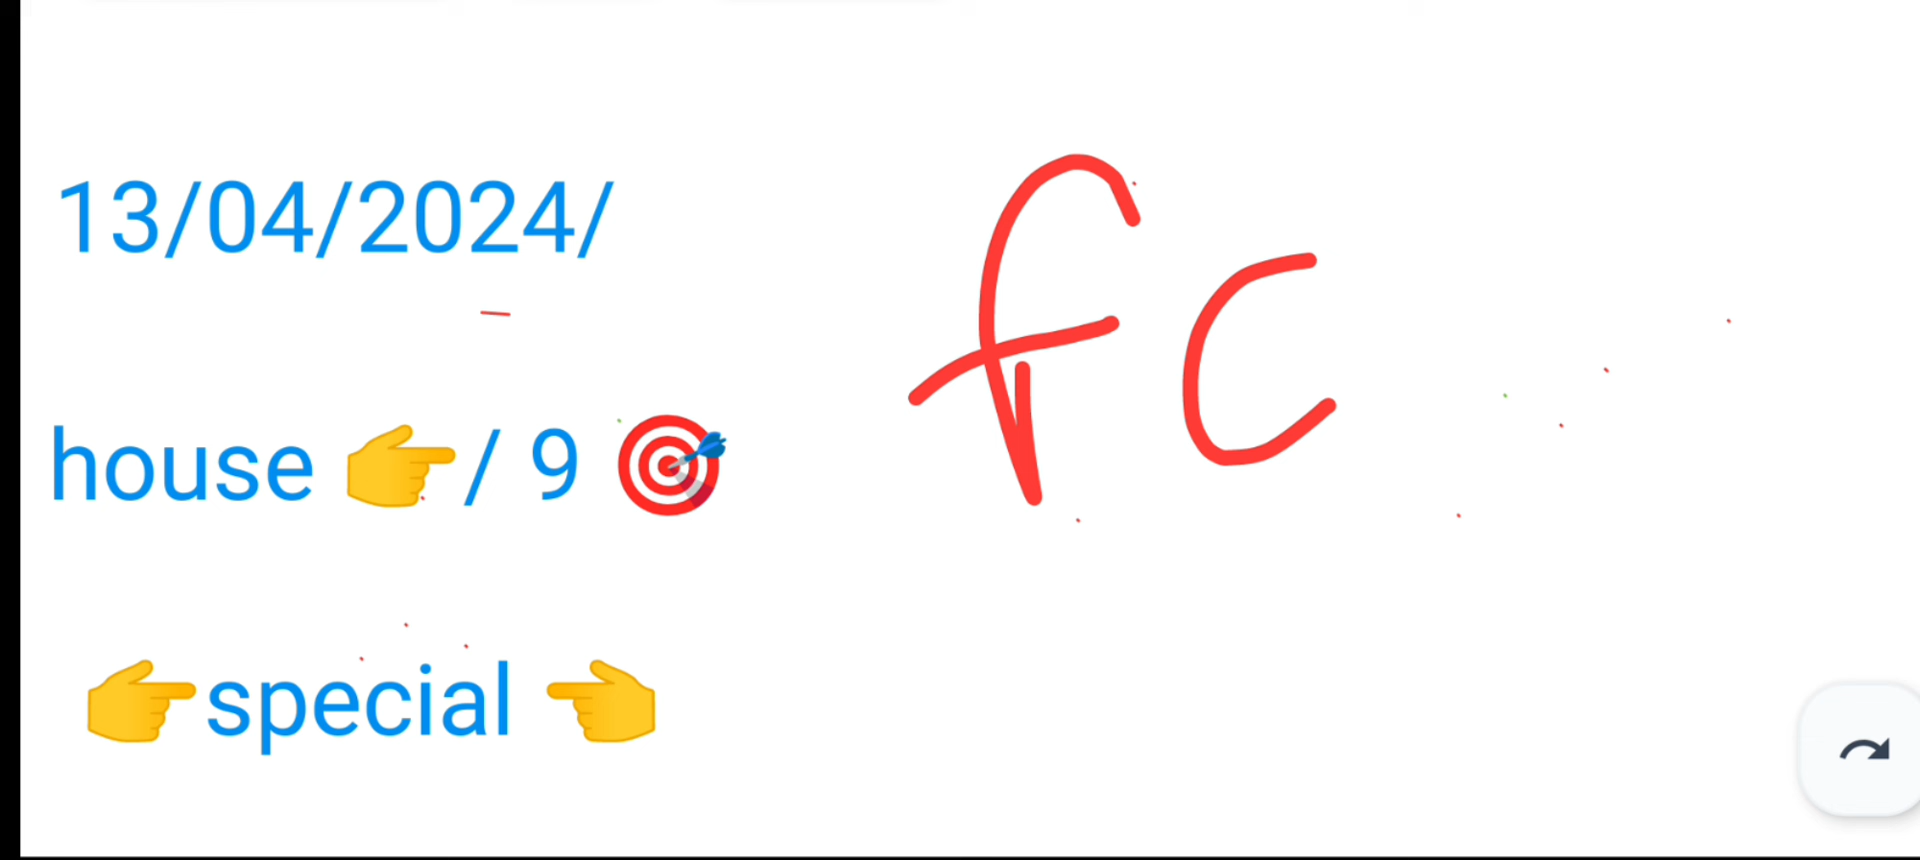 13/04/2024/
fc
house 👉/ 9 🎯
👉special 👈